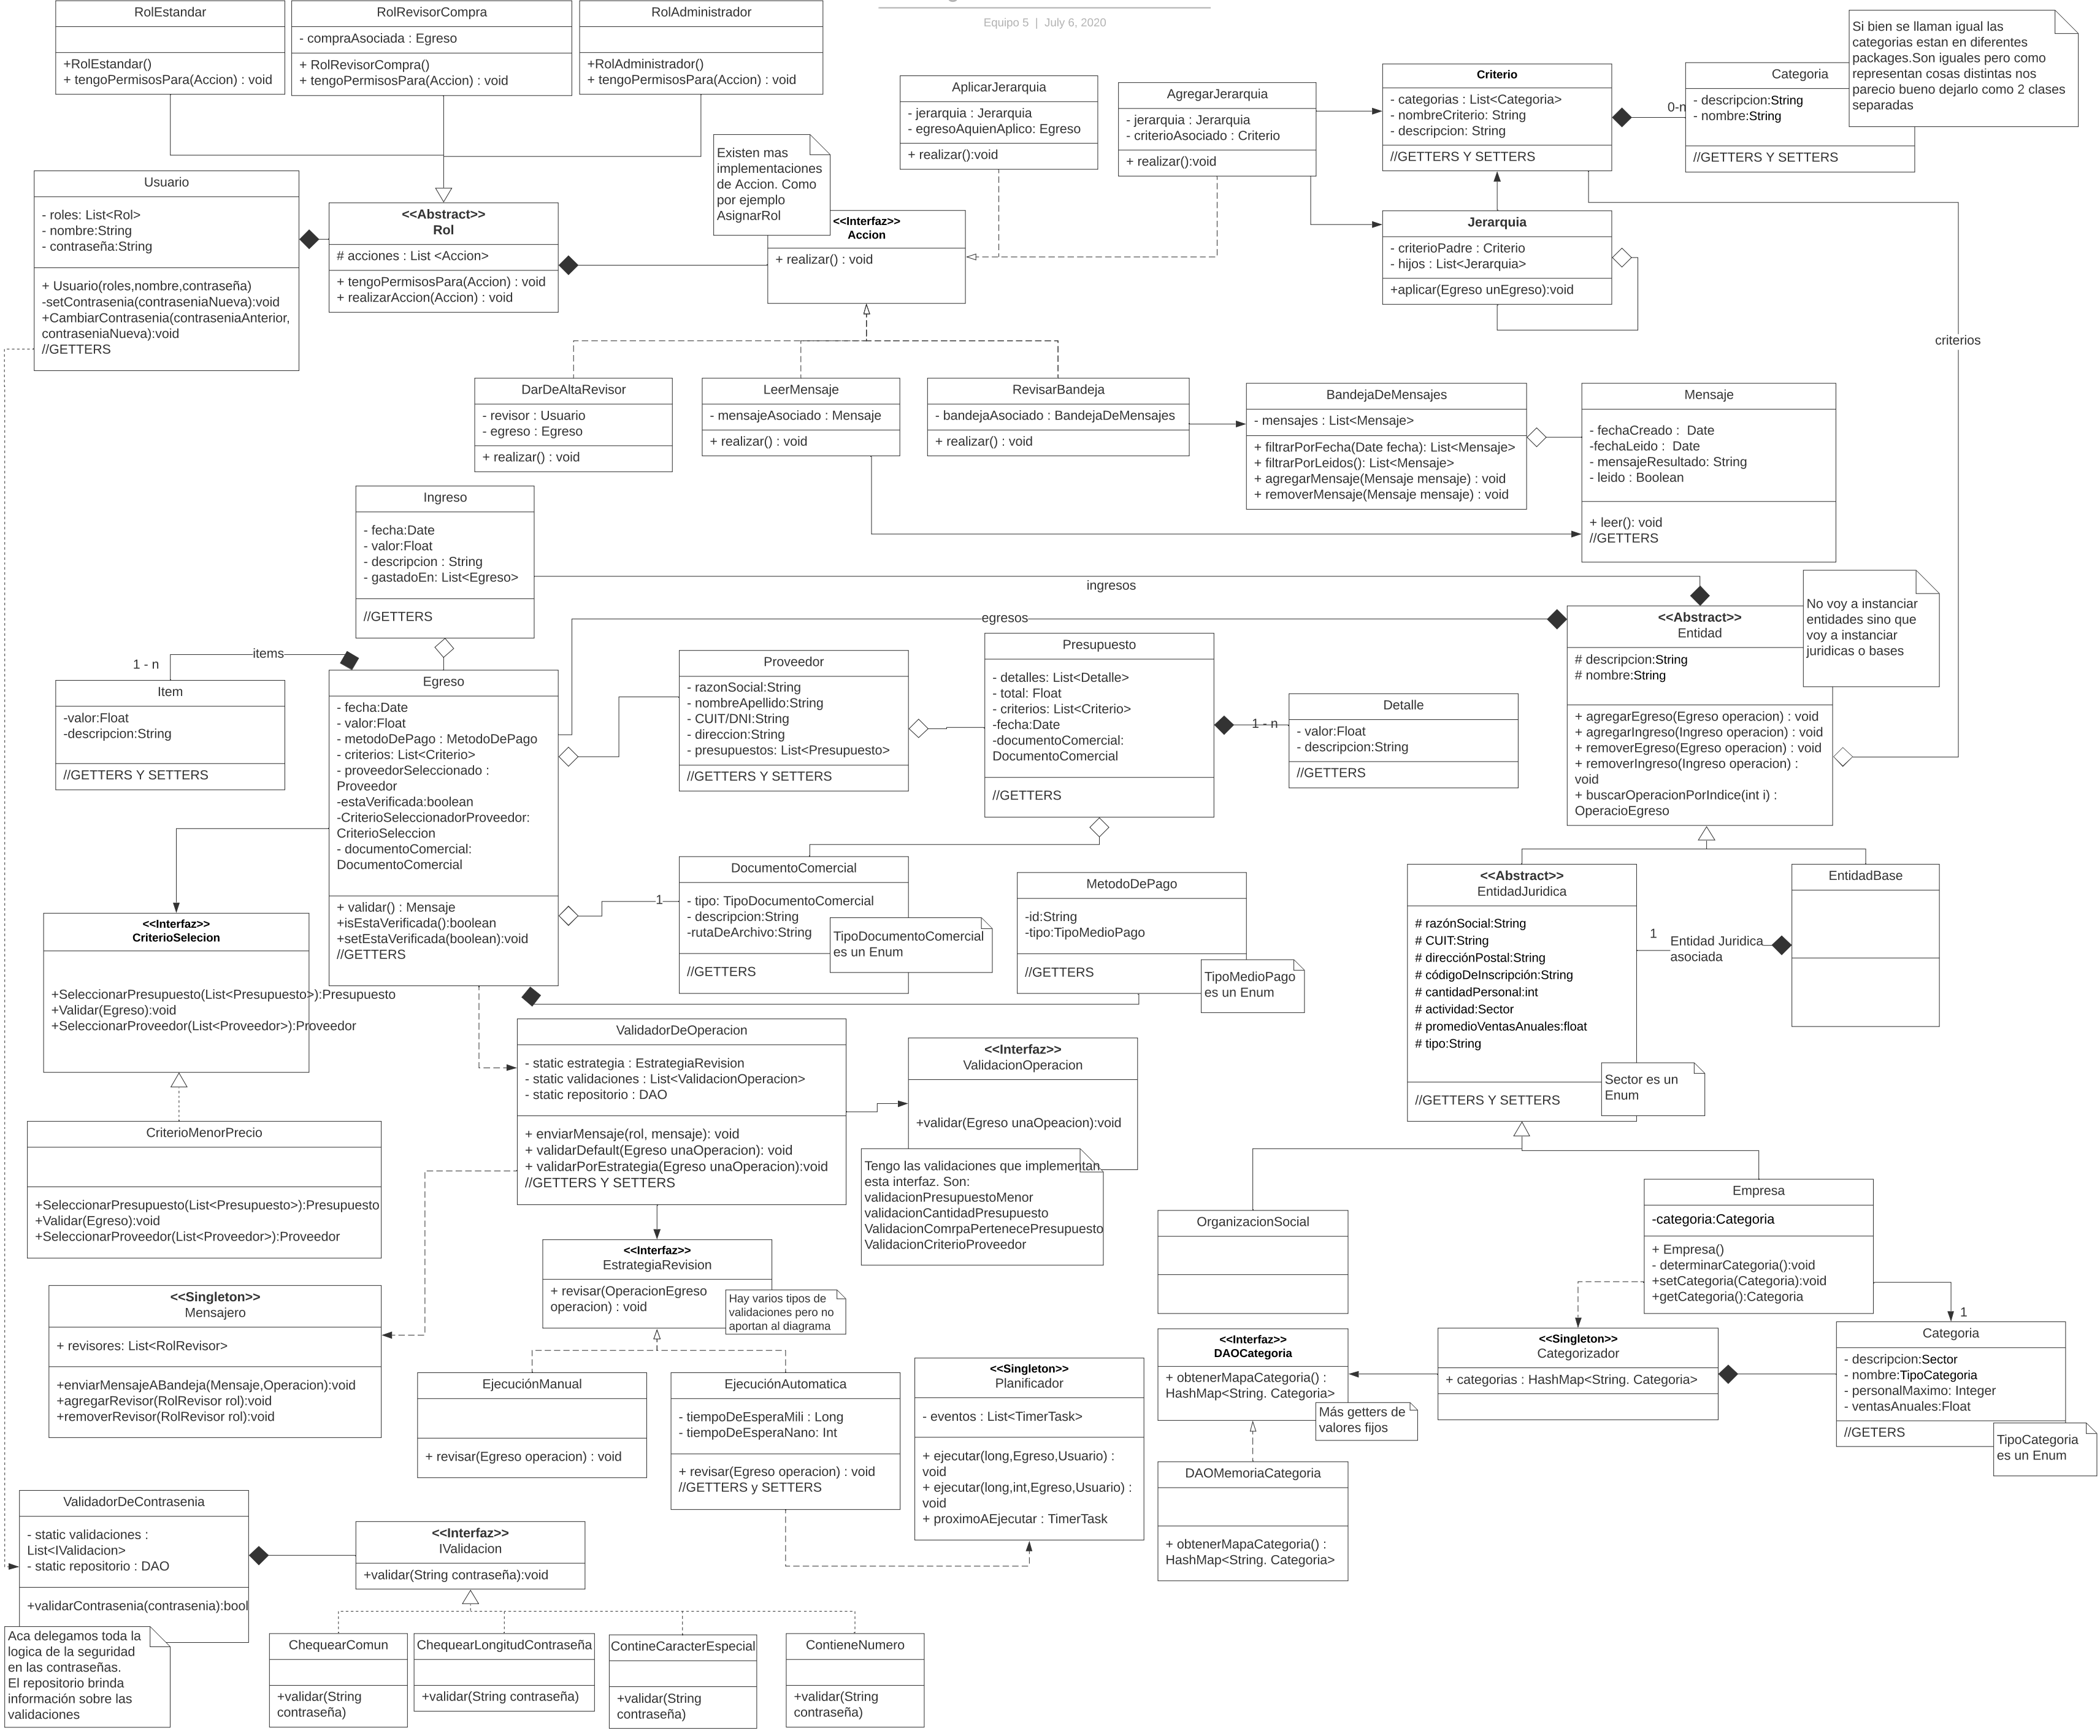 Equipo 5 | July 6, 2020
RolEstandar
+RolEstandar()
+ tengoPermisosPara(Accion) : void
RolRevisorCompra
- compraAsociada : Egreso
+ RolRevisorCompra()
+ tengoPermisosPara(Accion) : void
RolAdministrador
+RolAdministrador()
+ tengoPermisosPara(Accion) : void
AplicarJerarquia
- jerarquia : Jerarquia
- egresoAquienAplico: Egreso
+ realizar():void
AgregarJerarquia
- jerarquia : Jerarquia
- criterioAsociado : Criterio
+ realizar():void
Criterio
- categorias : List<Categoria>
- nombreCriterio: String
- descripcion: String
//GETTERS Y SETTERS
0-n
Categoria
- descripcion:String
- nombre:String
//GETTERS Y SETTERS
Si bien se llaman igual las
categorias estan en diferentes
packages.Son iguales pero como
representan cosas distintas nos
parecio bueno dejarlo como 2 clases
separadas
Existen mas
implementaciones
de Accion. Como
por ejemplo
AsignarRol
Usuario
- roles: List<Rol>
- nombre:String
- contraseña:String
+ Usuario(roles,nombre,contraseña)
-setContrasenia(contraseniaNueva):void
+CambiarContrasenia(contraseniaAnterior,
contraseniaNueva):void
//GETTERS
<<Abstract>>
Rol
# acciones : List <Accion>
+ tengoPermisosPara(Accion) : void
+ realizarAccion(Accion) : void
<<Interfaz>>
Accion
+ realizar() : void
Jerarquia
- criterioPadre : Criterio
- hijos : List<Jerarquia>
+aplicar(Egreso unEgreso):void
criterios
DarDeAltaRevisor
- revisor : Usuario
- egreso : Egreso
+ realizar() : void
LeerMensaje
- mensajeAsociado : Mensaje
+ realizar() : void
RevisarBandeja
- bandejaAsociado : BandejaDeMensajes
+ realizar() : void
BandejaDeMensajes
- mensajes : List<Mensaje>
+ filtrarPorFecha(Date fecha): List<Mensaje>
+ filtrarPorLeidos(): List<Mensaje>
+ agregarMensaje(Mensaje mensaje) : void
+ removerMensaje(Mensaje mensaje) : void
Mensaje
- fechaCreado :  Date
-fechaLeido :  Date
- mensajeResultado: String
- leido : Boolean
+ leer(): void
//GETTERS
Ingreso
- fecha:Date
- valor:Float
- descripcion : String
- gastadoEn: List<Egreso>
//GETTERS
ingresos
egresos
items
1 - n
Item
-valor:Float
-descripcion:String
//GETTERS Y SETTERS
Egreso
- fecha:Date
- valor:Float
- metodoDePago : MetodoDePago
- criterios: List<Criterio>
- proveedorSeleccionado :
Proveedor
-estaVerificada:boolean
-CriterioSeleccionadorProveedor:
CriterioSeleccion
- documentoComercial:
DocumentoComercial
+ validar() : Mensaje
+isEstaVerificada():boolean
+setEstaVerificada(boolean):void
//GETTERS
Proveedor
- razonSocial:String
- nombreApellido:String
- CUIT/DNI:String
- direccion:String
- presupuestos: List<Presupuesto>
//GETTERS Y SETTERS
Presupuesto
- detalles: List<Detalle>
- total: Float
- criterios: List<Criterio>
-fecha:Date
-documentoComercial:
DocumentoComercial
//GETTERS
1 - n
Detalle
- valor:Float
- descripcion:String
//GETTERS
<<Abstract>>
Entidad
# descripcion:String
# nombre:String
+ agregarEgreso(Egreso operacion) : void
+ agregarIngreso(Ingreso operacion) : void
+ removerEgreso(Egreso operacion) : void
+ removerIngreso(Ingreso operacion) :
void
+ buscarOperacionPorIndice(int i) :
OperacioEgreso
No voy a instanciar
entidades sino que
voy a instanciar
juridicas o bases
1
DocumentoComercial
- tipo: TipoDocumentoComercial
- descripcion:String
-rutaDeArchivo:String
//GETTERS
TipoDocumentoComercial
es un Enum
MetodoDePago
-id:String
-tipo:TipoMedioPago
//GETTERS
TipoMedioPago
es un Enum
<<Abstract>>
EntidadJuridica
# razónSocial:String
# CUIT:String
# direcciónPostal:String
# códigoDeInscripción:String
# cantidadPersonal:int
# actividad:Sector
# promedioVentasAnuales:float
# tipo:String
//GETTERS Y SETTERS
Sector es un
Enum
1
Entidad Juridica
asociada
EntidadBase
<<Interfaz>>
CriterioSelecion
+SeleccionarPresupuesto(List<Presupuesto>):Presupuesto
+Validar(Egreso):void
+SeleccionarProveedor(List<Proveedor>):Proveedor
CriterioMenorPrecio
+SeleccionarPresupuesto(List<Presupuesto>):Presupuesto
+Validar(Egreso):void
+SeleccionarProveedor(List<Proveedor>):Proveedor
ValidadorDeOperacion
- static estrategia : EstrategiaRevision
- static validaciones : List<ValidacionOperacion>
- static repositorio : DAO
+ enviarMensaje(rol, mensaje): void
+ validarDefault(Egreso unaOperacion): void
+ validarPorEstrategia(Egreso unaOperacion):void
//GETTERS Y SETTERS
<<Interfaz>>
ValidacionOperacion
+validar(Egreso unaOpeacion):void
Tengo las validaciones que implementan
esta interfaz. Son:
validacionPresupuestoMenor
validacionCantidadPresupuesto
ValidacionComrpaPertenecePresupuesto
ValidacionCriterioProveedor
<<Interfaz>>
EstrategiaRevision
+ revisar(OperacionEgreso
operacion) : void
Hay varios tipos de
validaciones pero no
aportan al diagrama
<<Singleton>>
Mensajero
+ revisores: List<RolRevisor>
+enviarMensajeABandeja(Mensaje,Operacion):void
+agregarRevisor(RolRevisor rol):void
+removerRevisor(RolRevisor rol):void
EjecuciónManual
+ revisar(Egreso operacion) : void
EjecuciónAutomatica
- tiempoDeEsperaMili : Long
- tiempoDeEsperaNano: Int
+ revisar(Egreso operacion) : void
//GETTERS y SETTERS
<<Singleton>>
Planificador
- eventos : List<TimerTask>
+ ejecutar(long,Egreso,Usuario) :
void
+ ejecutar(long,int,Egreso,Usuario) :
void
+ proximoAEjecutar : TimerTask
OrganizacionSocial
Empresa
-categoria:Categoria
+ Empresa()
- determinarCategoria():void
+setCategoria(Categoria):void
+getCategoria():Categoria
1
<<Interfaz>>
DAOCategoria
+ obtenerMapaCategoria() :
HashMap<String. Categoria>
Más getters de
valores fijos
<<Singleton>>
Categorizador
+ categorias : HashMap<String. Categoria>
Categoria
- descripcion:Sector
- nombre:TipoCategoria
- personalMaximo: Integer
- ventasAnuales:Float
//GETERS
TipoCategoria
es un Enum
DAOMemoriaCategoria
+ obtenerMapaCategoria() :
HashMap<String. Categoria>
ValidadorDeContrasenia
- static validaciones :
List<IValidacion>
- static repositorio : DAO
+validarContrasenia(contrasenia):bool
Aca delegamos toda la
logica de la seguridad
en las contraseñas.
El repositorio brinda
información sobre las
validaciones
<<Interfaz>>
IValidacion
+validar(String contraseña):void
ChequearComun
+validar(String
contraseña)
ChequearLongitudContraseña
+validar(String contraseña)
ContineCaracterEspecial
+validar(String
contraseña)
ContieneNumero
+validar(String
contraseña)